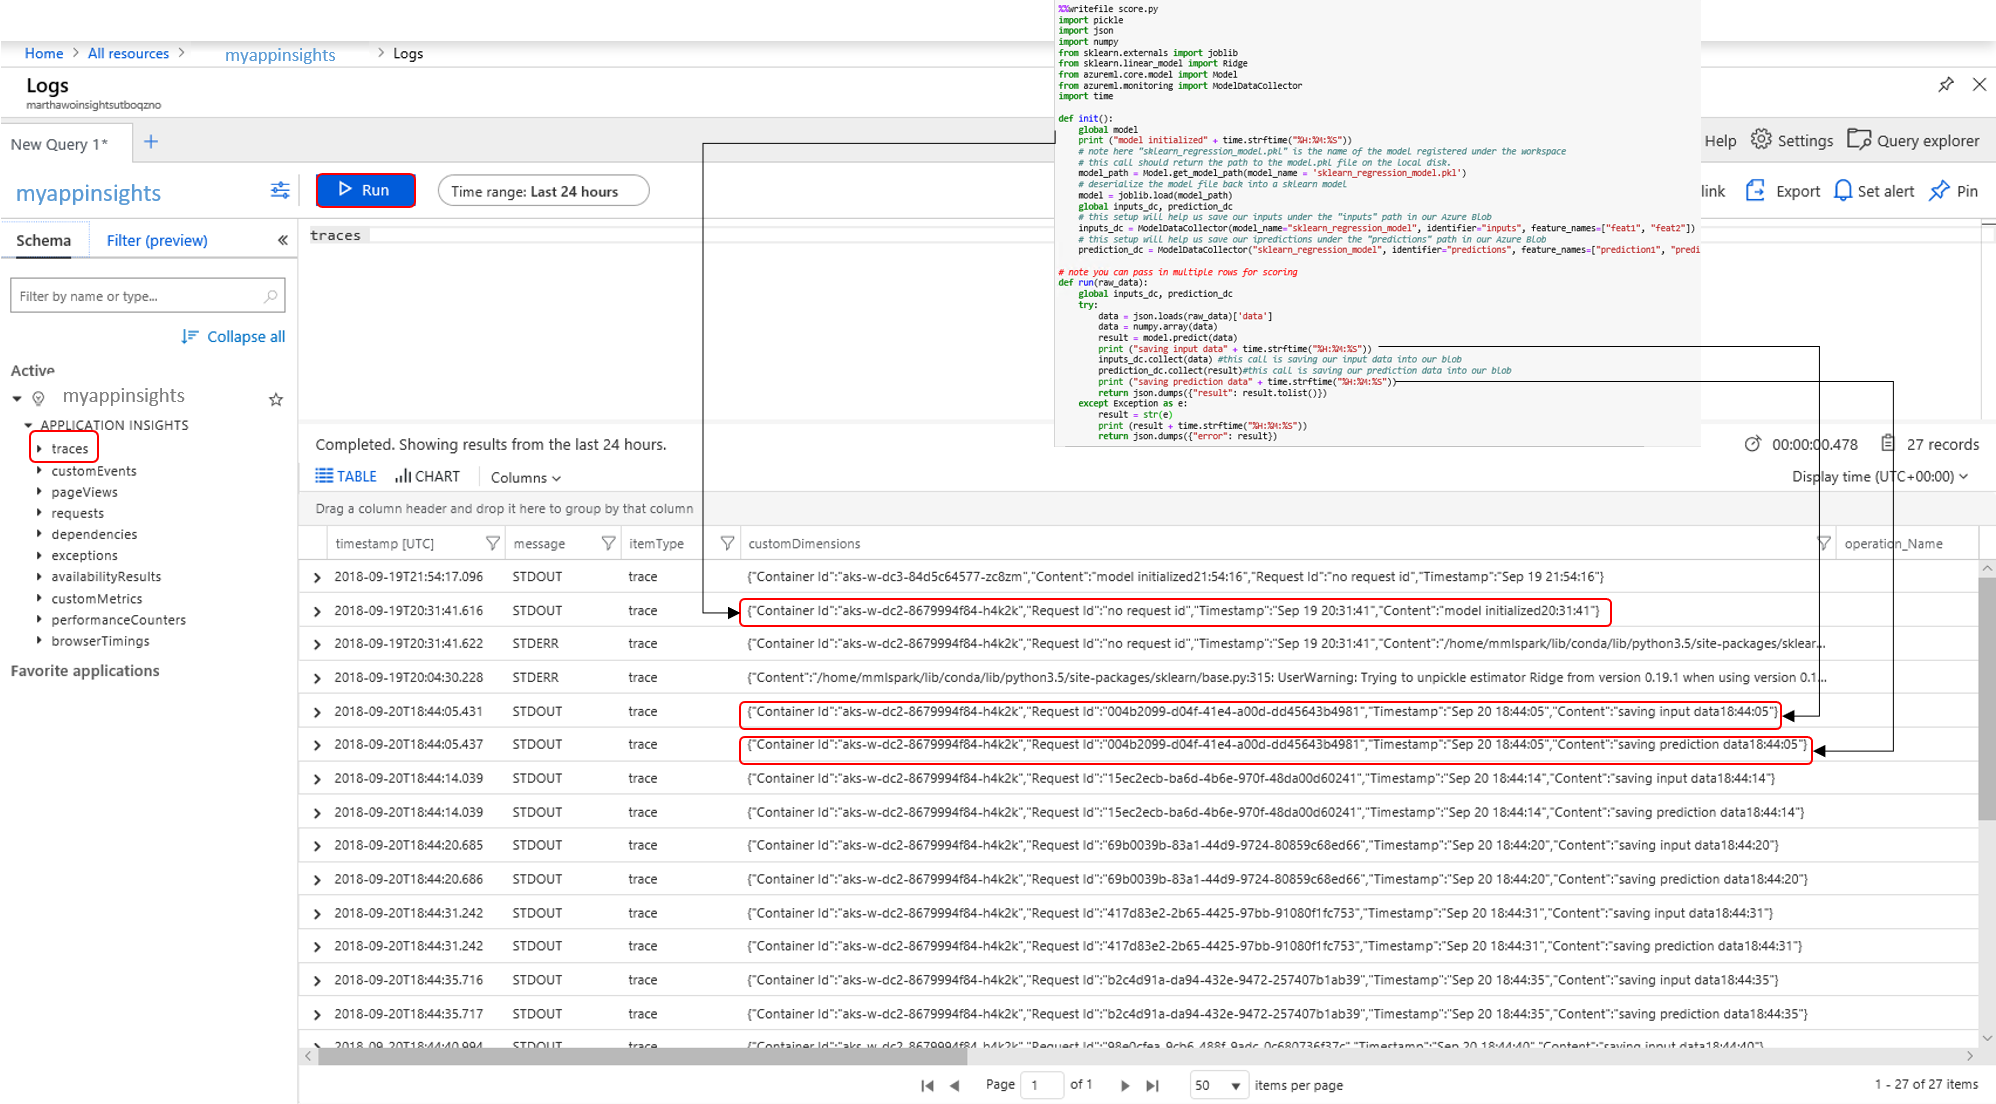 %%writefile score.py
import pickle
import json
import numpy
from sklearn.externals import joblib
from sklearn.linear_model import Ridge
from azureml.core.model import Model
from azureml.monitoring import ModelDataCollector
import time
def init():
global model
print ("model initialized" + time.strftime("%H:%M:%S"))
# note here "sklearn_regression_model.pkl" is the name of the model registered under the workspace
# this call should return the path to the model.pkl file on the local disk.
model_path = Model.get_model_path(model_name = 'sklearn_regression_model.pkl')
# deserialize the model file back into a sklearn model
model = joblib.load(model_path)
global inputs_dc, prediction_dc
# this setup will help us save our inputs under the "inputs" path in our Azure Blob
inputs_dc = ModelDataCollector(model_name="sklearn_regression_model", identifier="inputs", feature_names=["feat1", "feat2"])
# this setup will help us save our ipredictions under the "predictions" path in our Azure Blob
prediction_dc = ModelDataCollector("sklearn_regression_model", identifier="predictions", feature_names=["prediction1", "predi
# note you can pass in multiple rows for scoring
def run(raw_data):
global inputs_dc, prediction_dc
try:
data = json.loads(raw_data)['data']
data = numpy.array(data)
result = model.predict(data)
print ("saving input data" + time.strftime("%H:%M:%S"))
inputs_dc.collect(data) #this call is saving our input data into our blob
prediction_dc.collect(result)#this call is saving our prediction data into our blob
print ("saving prediction data" + time.strftime("%H:%M:%S"))
return json.dumps({"result": result.tolist()})
except Exception as e:
result = str(e)
print (result + time.strftime("%H:%M:%S"))
return json.dumps({"error": result})
Home > All resources > myappinsights > Logs
Logs
marthawoinsightsutboqzno
New Query 1* +
Help Settings Query explorer
myappinsights Run Time range: Last 24 hours link Export Set alert Pin
Schema Filter (preview) «
traces
Filter by name or type...
Collapse all
Active
myappinsights
APPLICATION INSIGHTS
traces
customEvents
pageViews
requests
dependencies
exceptions
availabilityResults
customMetrics
performanceCounters
browserTimings
Favorite applications
Completed. Showing results from the last 24 hours. 00:00:00.478 27 records
TABLE CHART Columns Display time (UTC+00:00)
Drag a column header and drop it here to group by that column
timestamp [UTC] message itemType customDimensions operation_Name
2018-09-19T21:54:17.096 STDOUT trace {"Container Id":"aks-w-dc3-84d5c64577-zc8zm","Content":"model initialized21:54:16","Request Id":"no request id","Timestamp":"Sep 19 21:54:16"}
2018-09-19T20:31:41.616 STDOUT trace {"Container Id":"aks-w-dc2-8679994f84-h4k2k","Request Id":"no request id","Timestamp":"Sep 19 20:31:41","Content":"model initialized20:31:41"}
2018-09-19T20:31:41.622 STDERR trace {"Container Id":"aks-w-dc2-8679994f84-h4k2k","Request Id":"no request id","Timestamp":"Sep 19 20:31:41","Content":"/home/mmlspark/lib/conda/lib/python3.5/site-packages/sklear...
2018-09-19T20:04:30.228 STDERR trace {"Content":"/home/mmlspark/lib/conda/lib/python3.5/site-packages/sklearn/base.py:315: UserWarning: Trying to unpickle estimator Ridge from version 0.19.1 when using version 0.1...
2018-09-20T18:44:05.431 STDOUT trace {"Container Id":"aks-w-dc2-8679994f84-h4k2k","Request Id":"004b2099-d04f-41e4-a00d-dd45643b4981","Timestamp":"Sep 20 18:44:05","Content":"saving input data18:44:05"}
2018-09-20T18:44:05.437 STDOUT trace {"Container Id":"aks-w-dc2-8679994f84-h4k2k","Request Id":"004b2099-d04f-41e4-a00d-dd45643b4981","Timestamp":"Sep 20 18:44:05","Content":"saving prediction data18:44:05"}
2018-09-20T18:44:14.039 STDOUT trace {"Container Id":"aks-w-dc2-8679994f84-h4k2k","Request Id":"15ec2ecb-ba6d-4b6e-970f-48da00d60241","Timestamp":"Sep 20 18:44:14","Content":"saving input data18:44:14"}
2018-09-20T18:44:14.039 STDOUT trace {"Container Id":"aks-w-dc2-8679994f84-h4k2k","Request Id":"15ec2ecb-ba6d-4b6e-970f-48da00d60241","Timestamp":"Sep 20 18:44:14","Content":"saving prediction data18:44:14"}
2018-09-20T18:44:20.685 STDOUT trace {"Container Id":"aks-w-dc2-8679994f84-h4k2k","Request Id":"69b0039b-83a1-44d9-9724-80859c68ed66","Timestamp":"Sep 20 18:44:20","Content":"saving input data18:44:20"}
2018-09-20T18:44:20.686 STDOUT trace {"Container Id":"aks-w-dc2-8679994f84-h4k2k","Request Id":"69b0039b-83a1-44d9-9724-80859c68ed66","Timestamp":"Sep 20 18:44:20","Content":"saving prediction data18:44:20"}
2018-09-20T18:44:31.242 STDOUT trace {"Container Id":"aks-w-dc2-8679994f84-h4k2k","Request Id":"417d83e2-2b65-4425-97bb-91080f1fc753","Timestamp":"Sep 20 18:44:31","Content":"saving input data18:44:31"}
2018-09-20T18:44:31.242 STDOUT trace {"Container Id":"aks-w-dc2-8679994f84-h4k2k","Request Id":"417d83e2-2b65-4425-97bb-91080f1fc753","Timestamp":"Sep 20 18:44:31","Content":"saving prediction data18:44:31"}
2018-09-20T18:44:35.716 STDOUT trace {"Container Id":"aks-w-dc2-8679994f84-h4k2k","Request Id":"b2c4d91a-da94-432e-9472-257407b1ab39","Timestamp":"Sep 20 18:44:35","Content":"saving input data18:44:35"}
2018-09-20T18:44:35.717 STDOUT trace {"Container Id":"aks-w-dc2-8679994f84-h4k2k","Request Id":"b2c4d91a-da94-432e-9472-257407b1ab39","Timestamp":"Sep 20 18:44:35","Content":"saving prediction data18:44:35"}
2018-09-20T18:44:40.994 STDOUT trace
Page 1 of 1 50 items per page 1 - 27 of 27 items